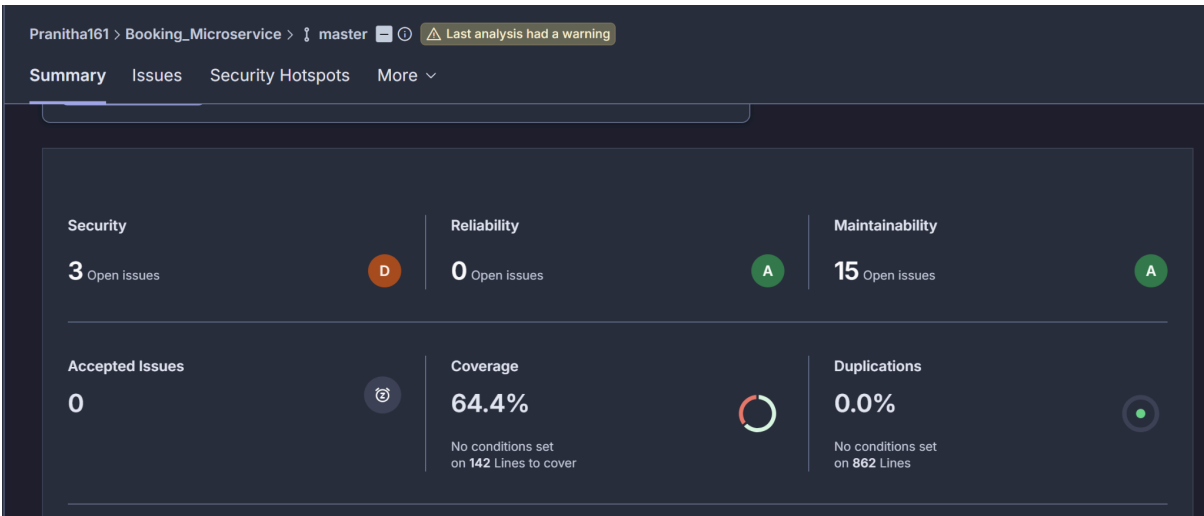 Pranitha161 > Booking_Microservice > master Last analysis had a warning
Summary Issues Security Hotspots More
Security
3 Open issues
D
Reliability
0 Open issues
A
Maintainability
15 Open issues
A
Accepted Issues
0
Coverage
64.4%
No conditions set
on 142 Lines to cover
Duplications
0.0%
No conditions set
on 862 Lines